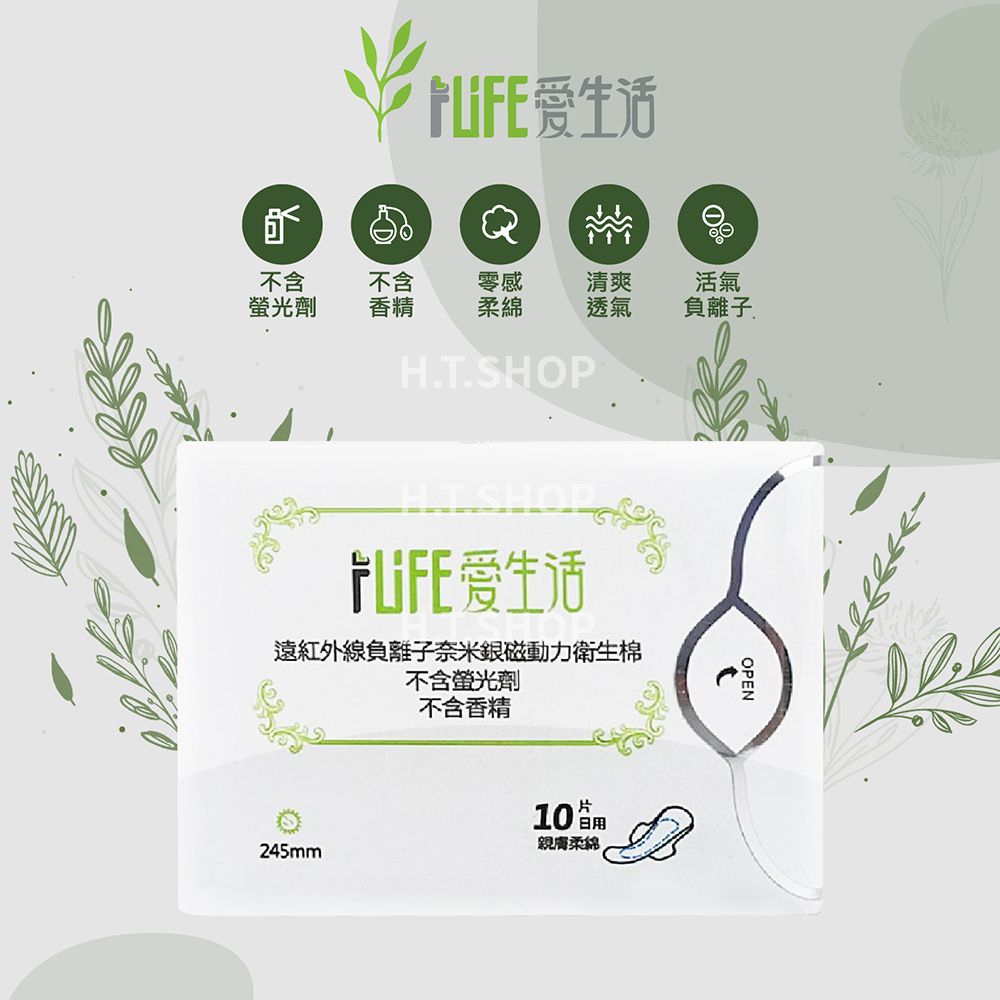 iLiFE愛生活
不含
螢光劑
不含
香精
零感
柔綿
清爽
透氣
活氣
負離子
H.T.SHOP
H.T.SHOP
iLiFE愛生活
H.T.SHOP
遠紅外線負離子奈米銀磁動力衛生棉
不含螢光劑
不含香精
OPEN
245mm
10片
日用
親膚柔綿